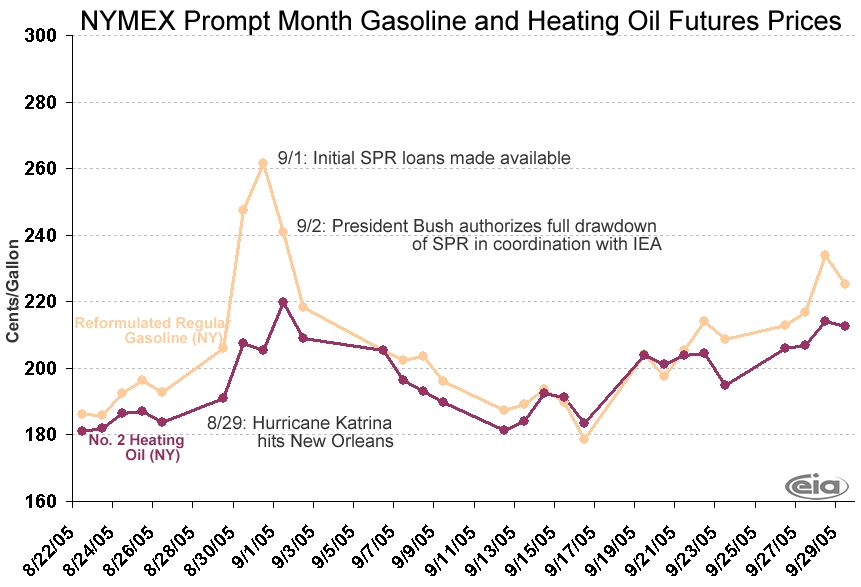 NYMEX Prompt Month Gasoline and Heating Oil Futures Prices
300
280
260
240
220
200
180
160
Cents/Gallon
9/1: Initial SPR loans made available
9/2: President Bush authorizes full drawdown
of SPR in coordination with IEA
Reformulated Regular
Gasoline (NY)
8/29: Hurricane Katrina
hits New Orleans
No. 2 Heating
Oil (NY)
eia
8/22/05
8/24/05
8/26/05
8/28/05
8/30/05
9/1/05
9/3/05
9/5/05
9/7/05
9/9/05
9/11/05
9/13/05
9/15/05
9/17/05
9/19/05
9/21/05
9/23/05
9/25/05
9/27/05
9/29/05